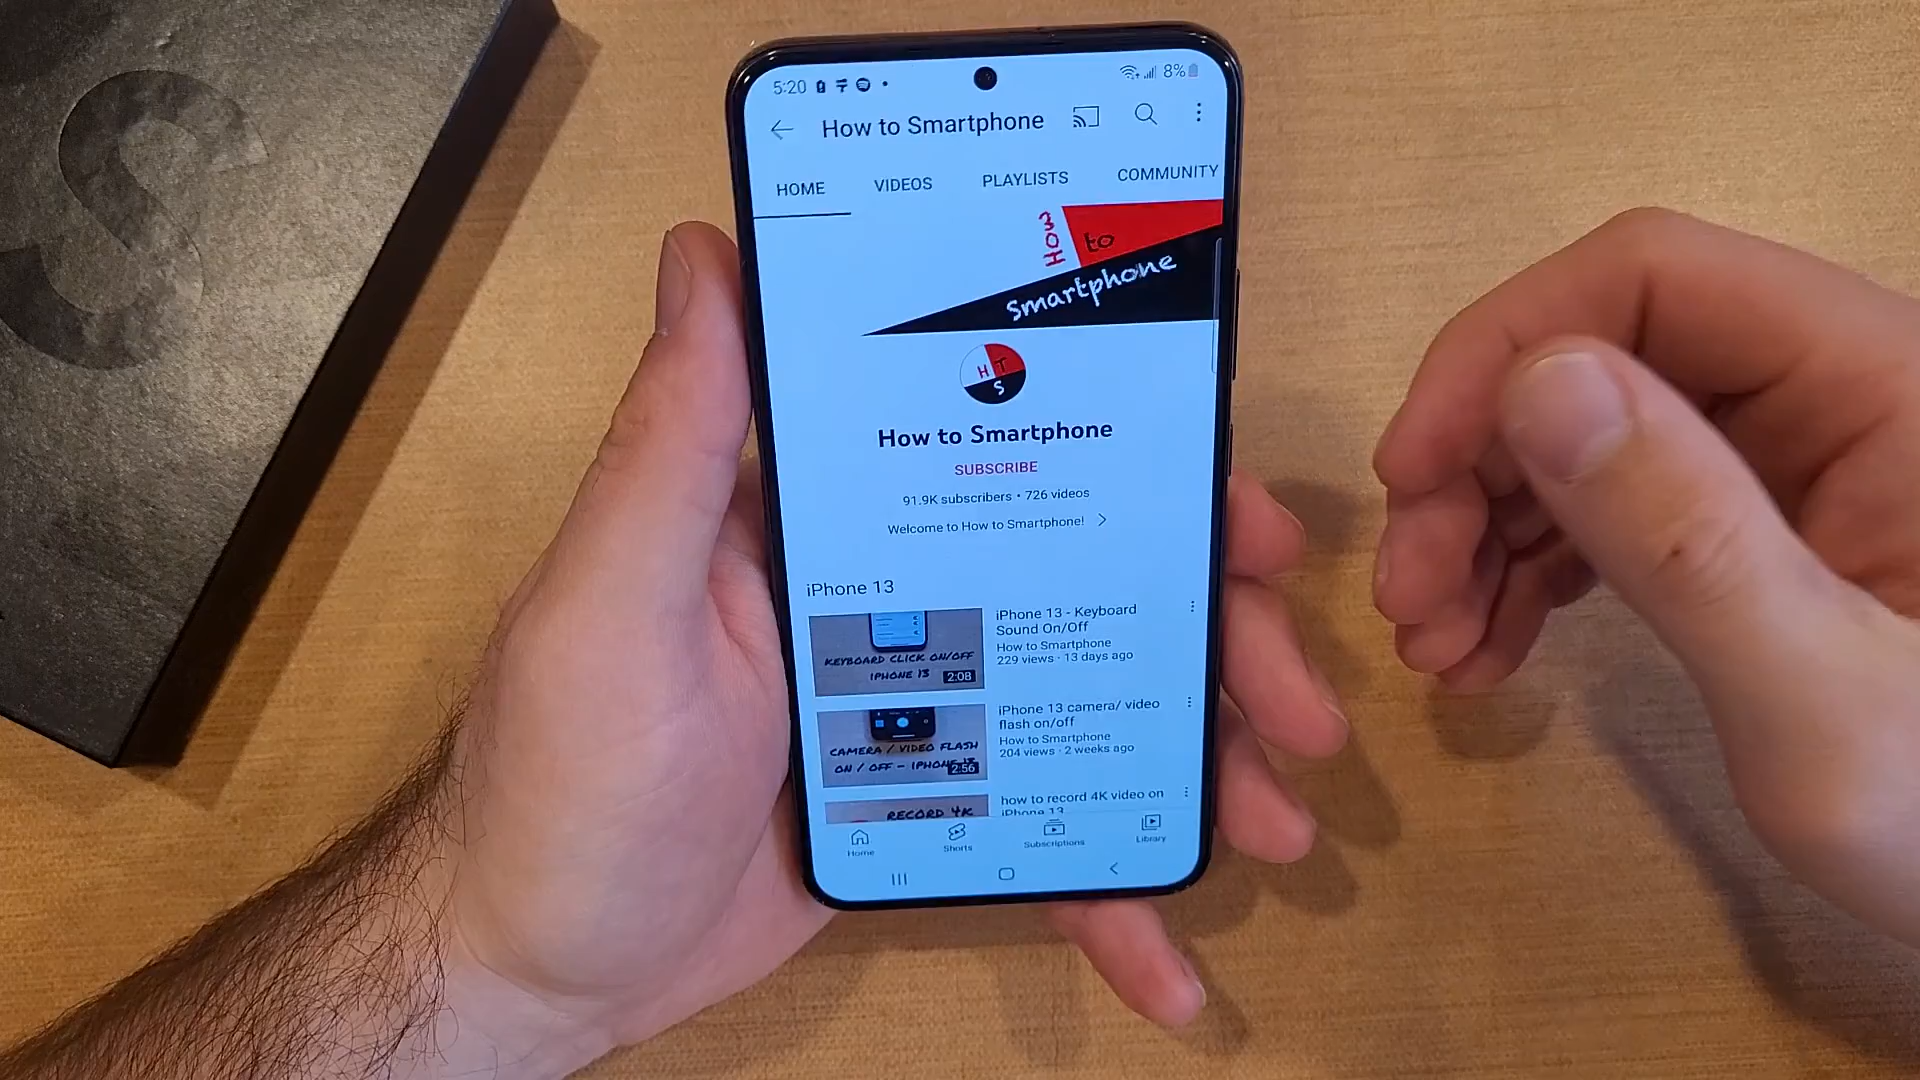 S
5:20
8%
How to Smartphone
HOME VIDEOS PLAYLISTS COMMUNITY
HOW
to
Smartphone
H T
S
How to Smartphone
SUBSCRIBE
91.9K subscribers • 726 videos
Welcome to How to Smartphone!
iPhone 13
KEYBOARD CLICK ON/OFF
IPHONE 13
2:08
iPhone 13 - Keyboard
Sound On/Off
How to Smartphone
229 views · 13 days ago
CAMERA / VIDEO FLASH
ON / OFF - IPHONE 13
2:56
iPhone 13 camera/ video
flash on/off
How to Smartphone
204 views · 2 weeks ago
RECORD 4K
how to record 4K video on
iPhone 13
Home Shorts Subscriptions Library